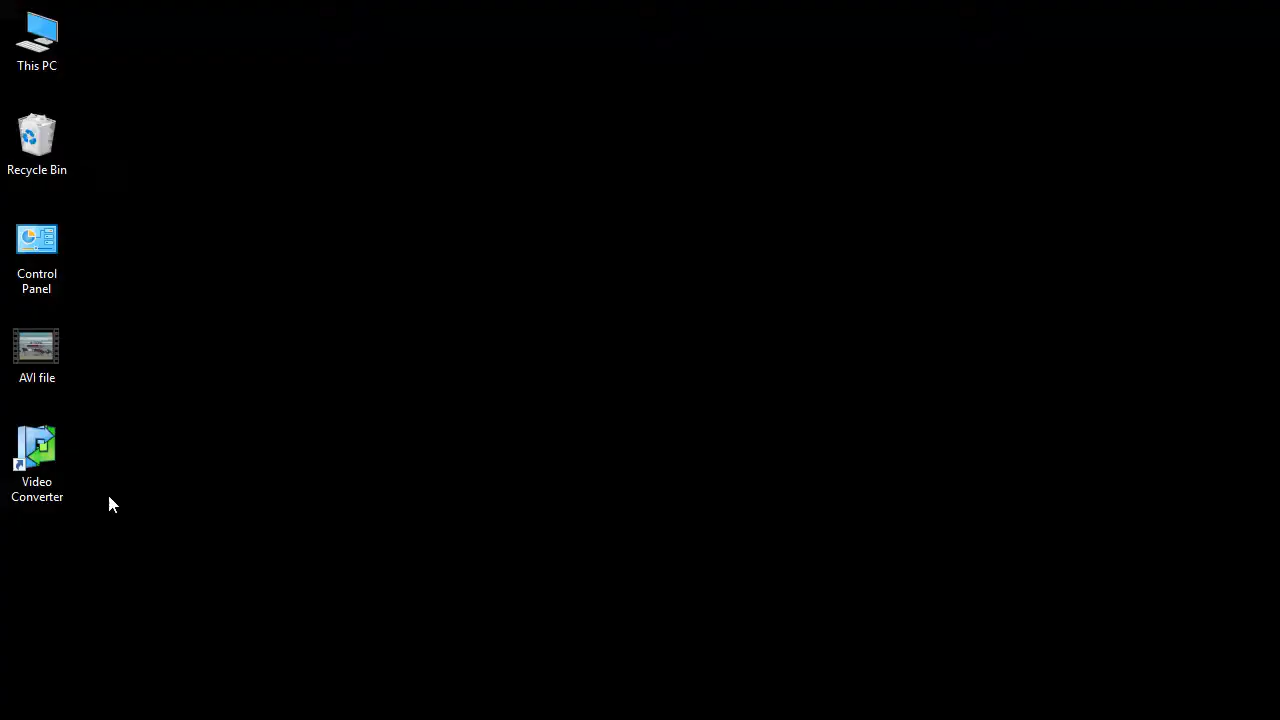 This PC
Recycle Bin
Control
Panel
AVI file
Video
Converter